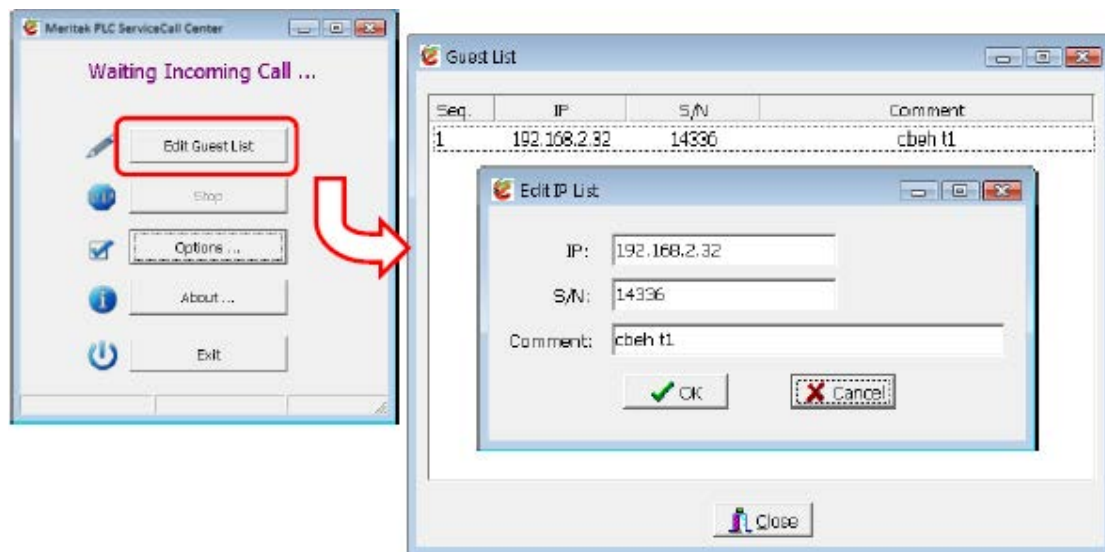 Meritek PLC ServiceCall Center
Waiting Incoming Call ...
Edit Guest List
Stop
Options ...
About ...
Exit
Guest List
Seq. IP S/N Comment
1 192.168.2.32 14336 cbeh t1
Edit IP List
IP: 192.168.2.32
S/N: 14336
Comment: cbeh t1
OK Cancel
Close